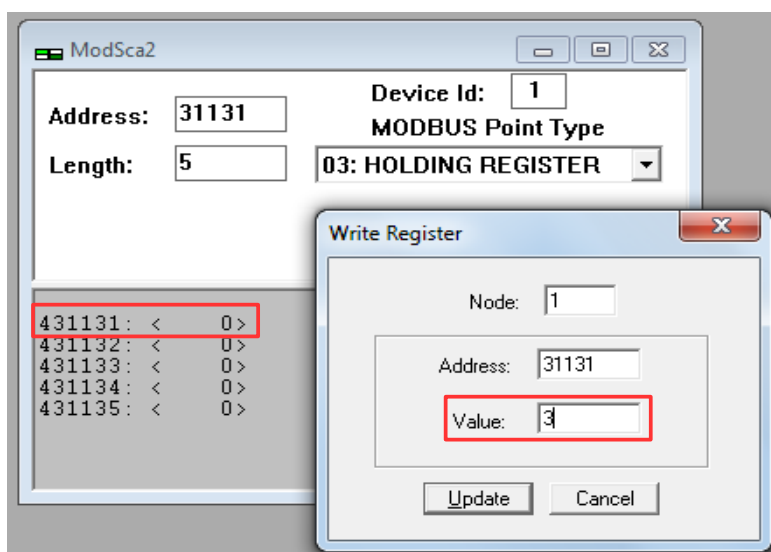 ModSca2
Address: 31131
Device Id: 1
MODBUS Point Type
Length: 5
03: HOLDING REGISTER
431131: <     0>
431132: <     0>
431133: <     0>
431134: <     0>
431135: <     0>
Write Register
Node: 1
Address: 31131
Value: 3
Update Cancel